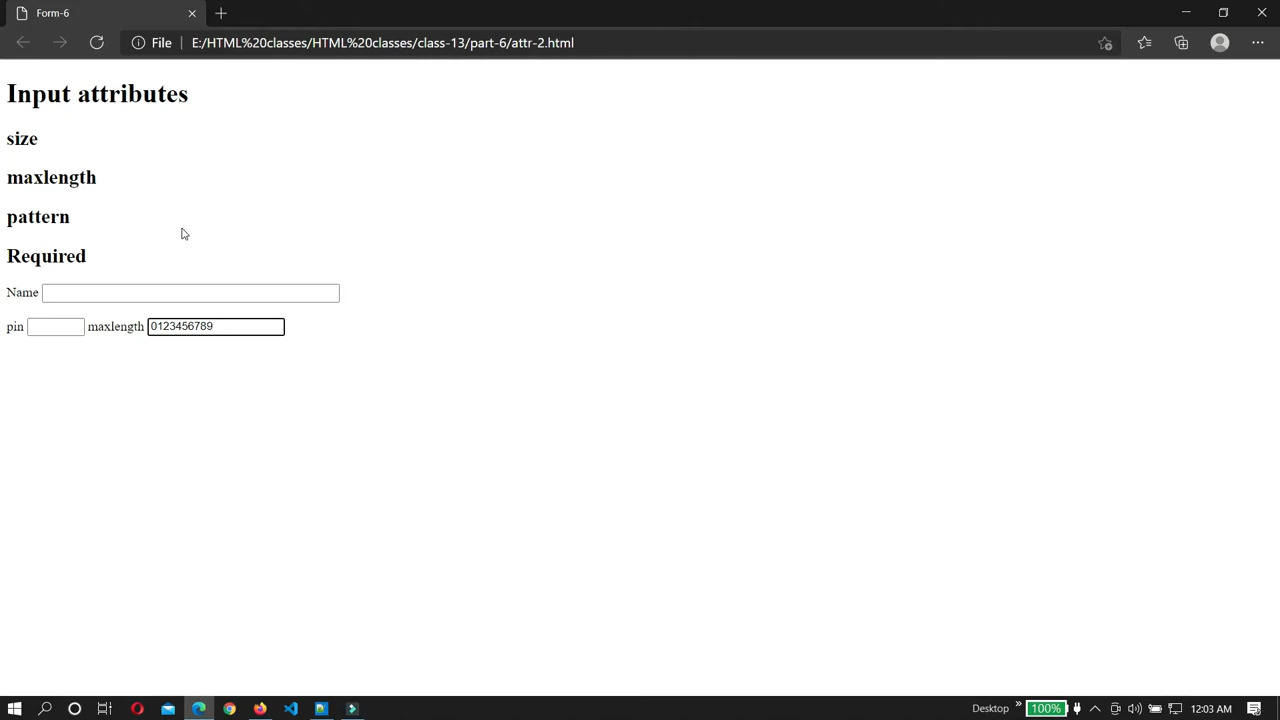 Form-6
File
E:/HTML%20classes/HTML%20classes/class-13/part-6/attr-2.html
Input attributes
size
maxlength
pattern
Required
Name
pin maxlength 0123456789
Desktop » 100% 12:03 AM